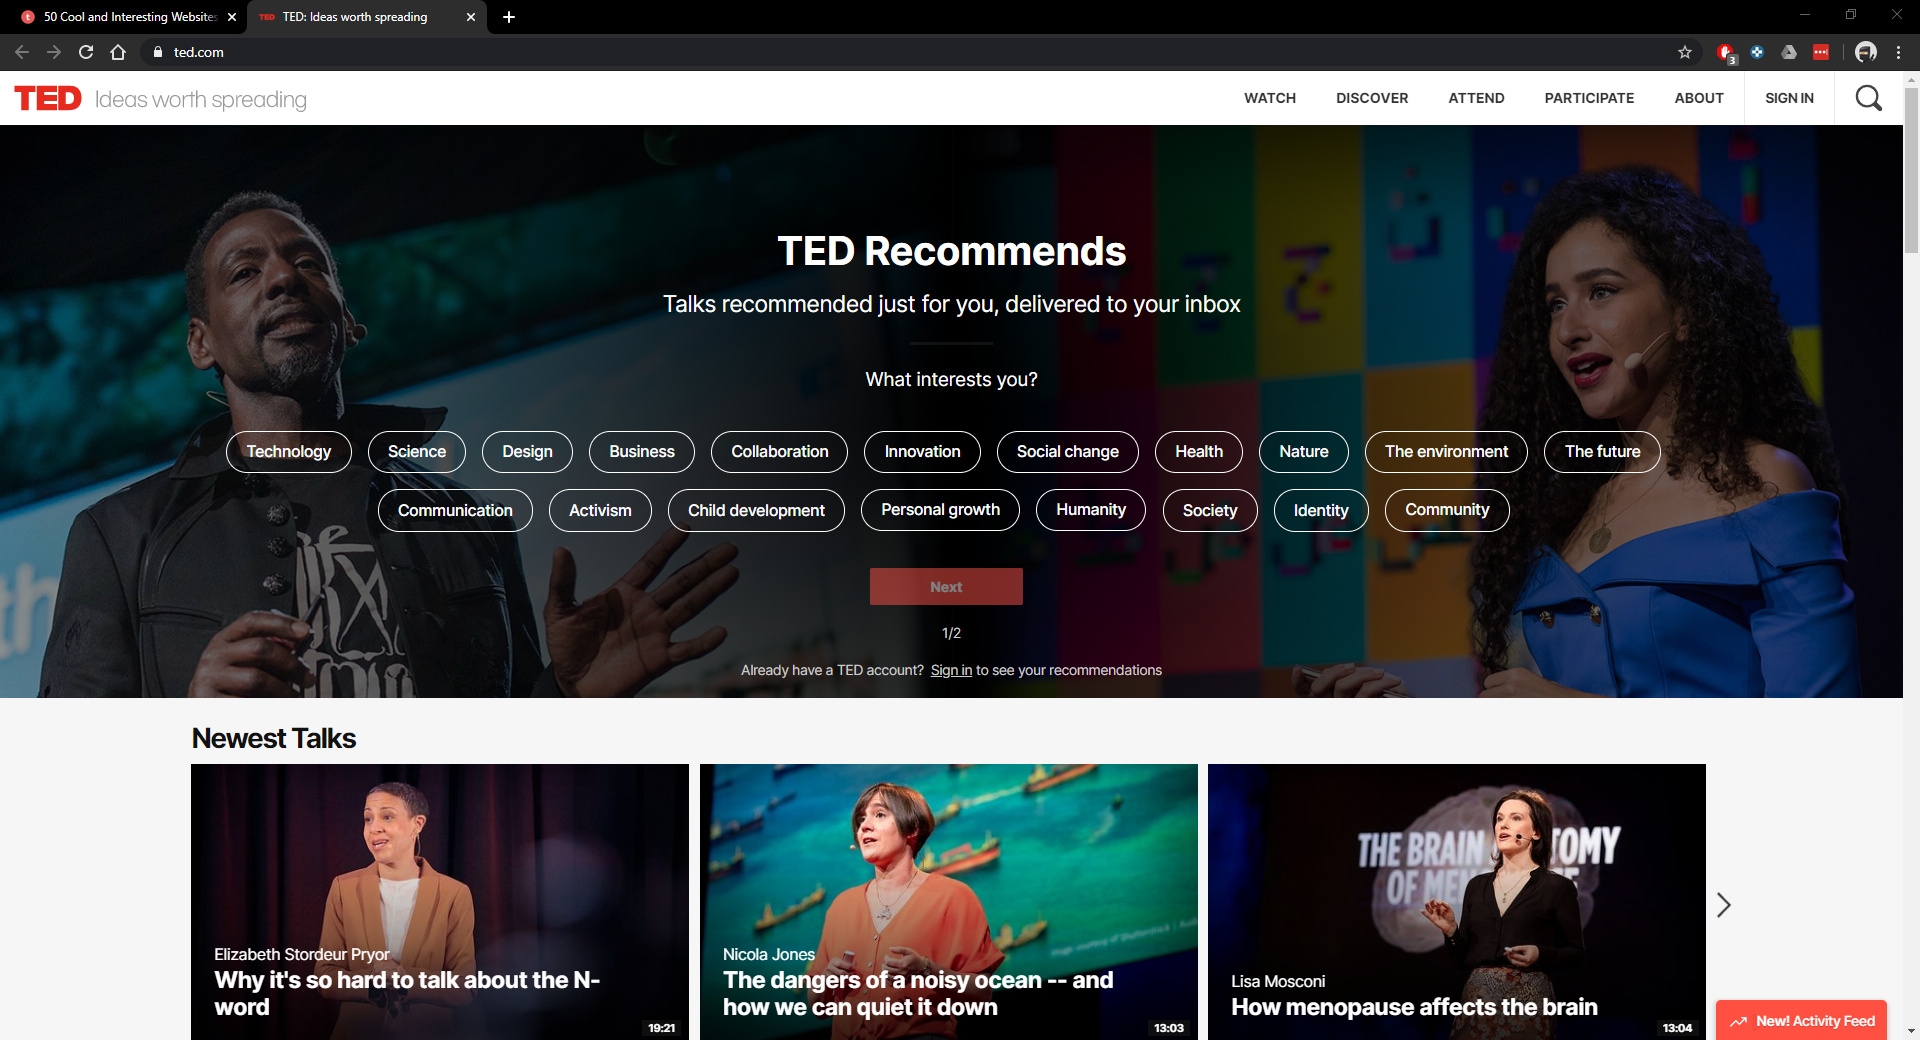 50 Cool and Interesting Websites
TED: Ideas worth spreading
ted.com
3
TED Ideas worth spreading
WATCH DISCOVER ATTEND PARTICIPATE ABOUT SIGN IN
TED Recommends
Talks recommended just for you, delivered to your inbox
What interests you?
Technology Science Design Business Collaboration Innovation Social change Health Nature The environment The future
Communication Activism Child development Personal growth Humanity Society Identity Community
Next
1/2
Already have a TED account? Sign in to see your recommendations
Newest Talks
Elizabeth Stordeur Pryor
Why it's so hard to talk about the N-
word
19:21
Nicola Jones
The dangers of a noisy ocean -- and
how we can quiet it down
13:03
THE BRAIN
OF MEN
Lisa Mosconi
How menopause affects the brain
13:04
New! Activity Feed